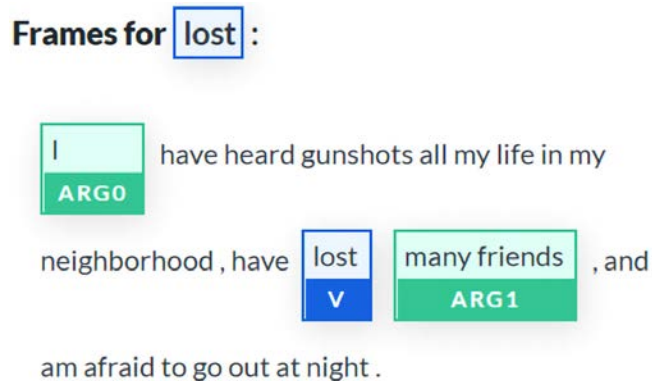 Frames for lost :
I have heard gunshots all my life in my
ARG0
neighborhood , have lost many friends , and
V ARG1
am afraid to go out at night .